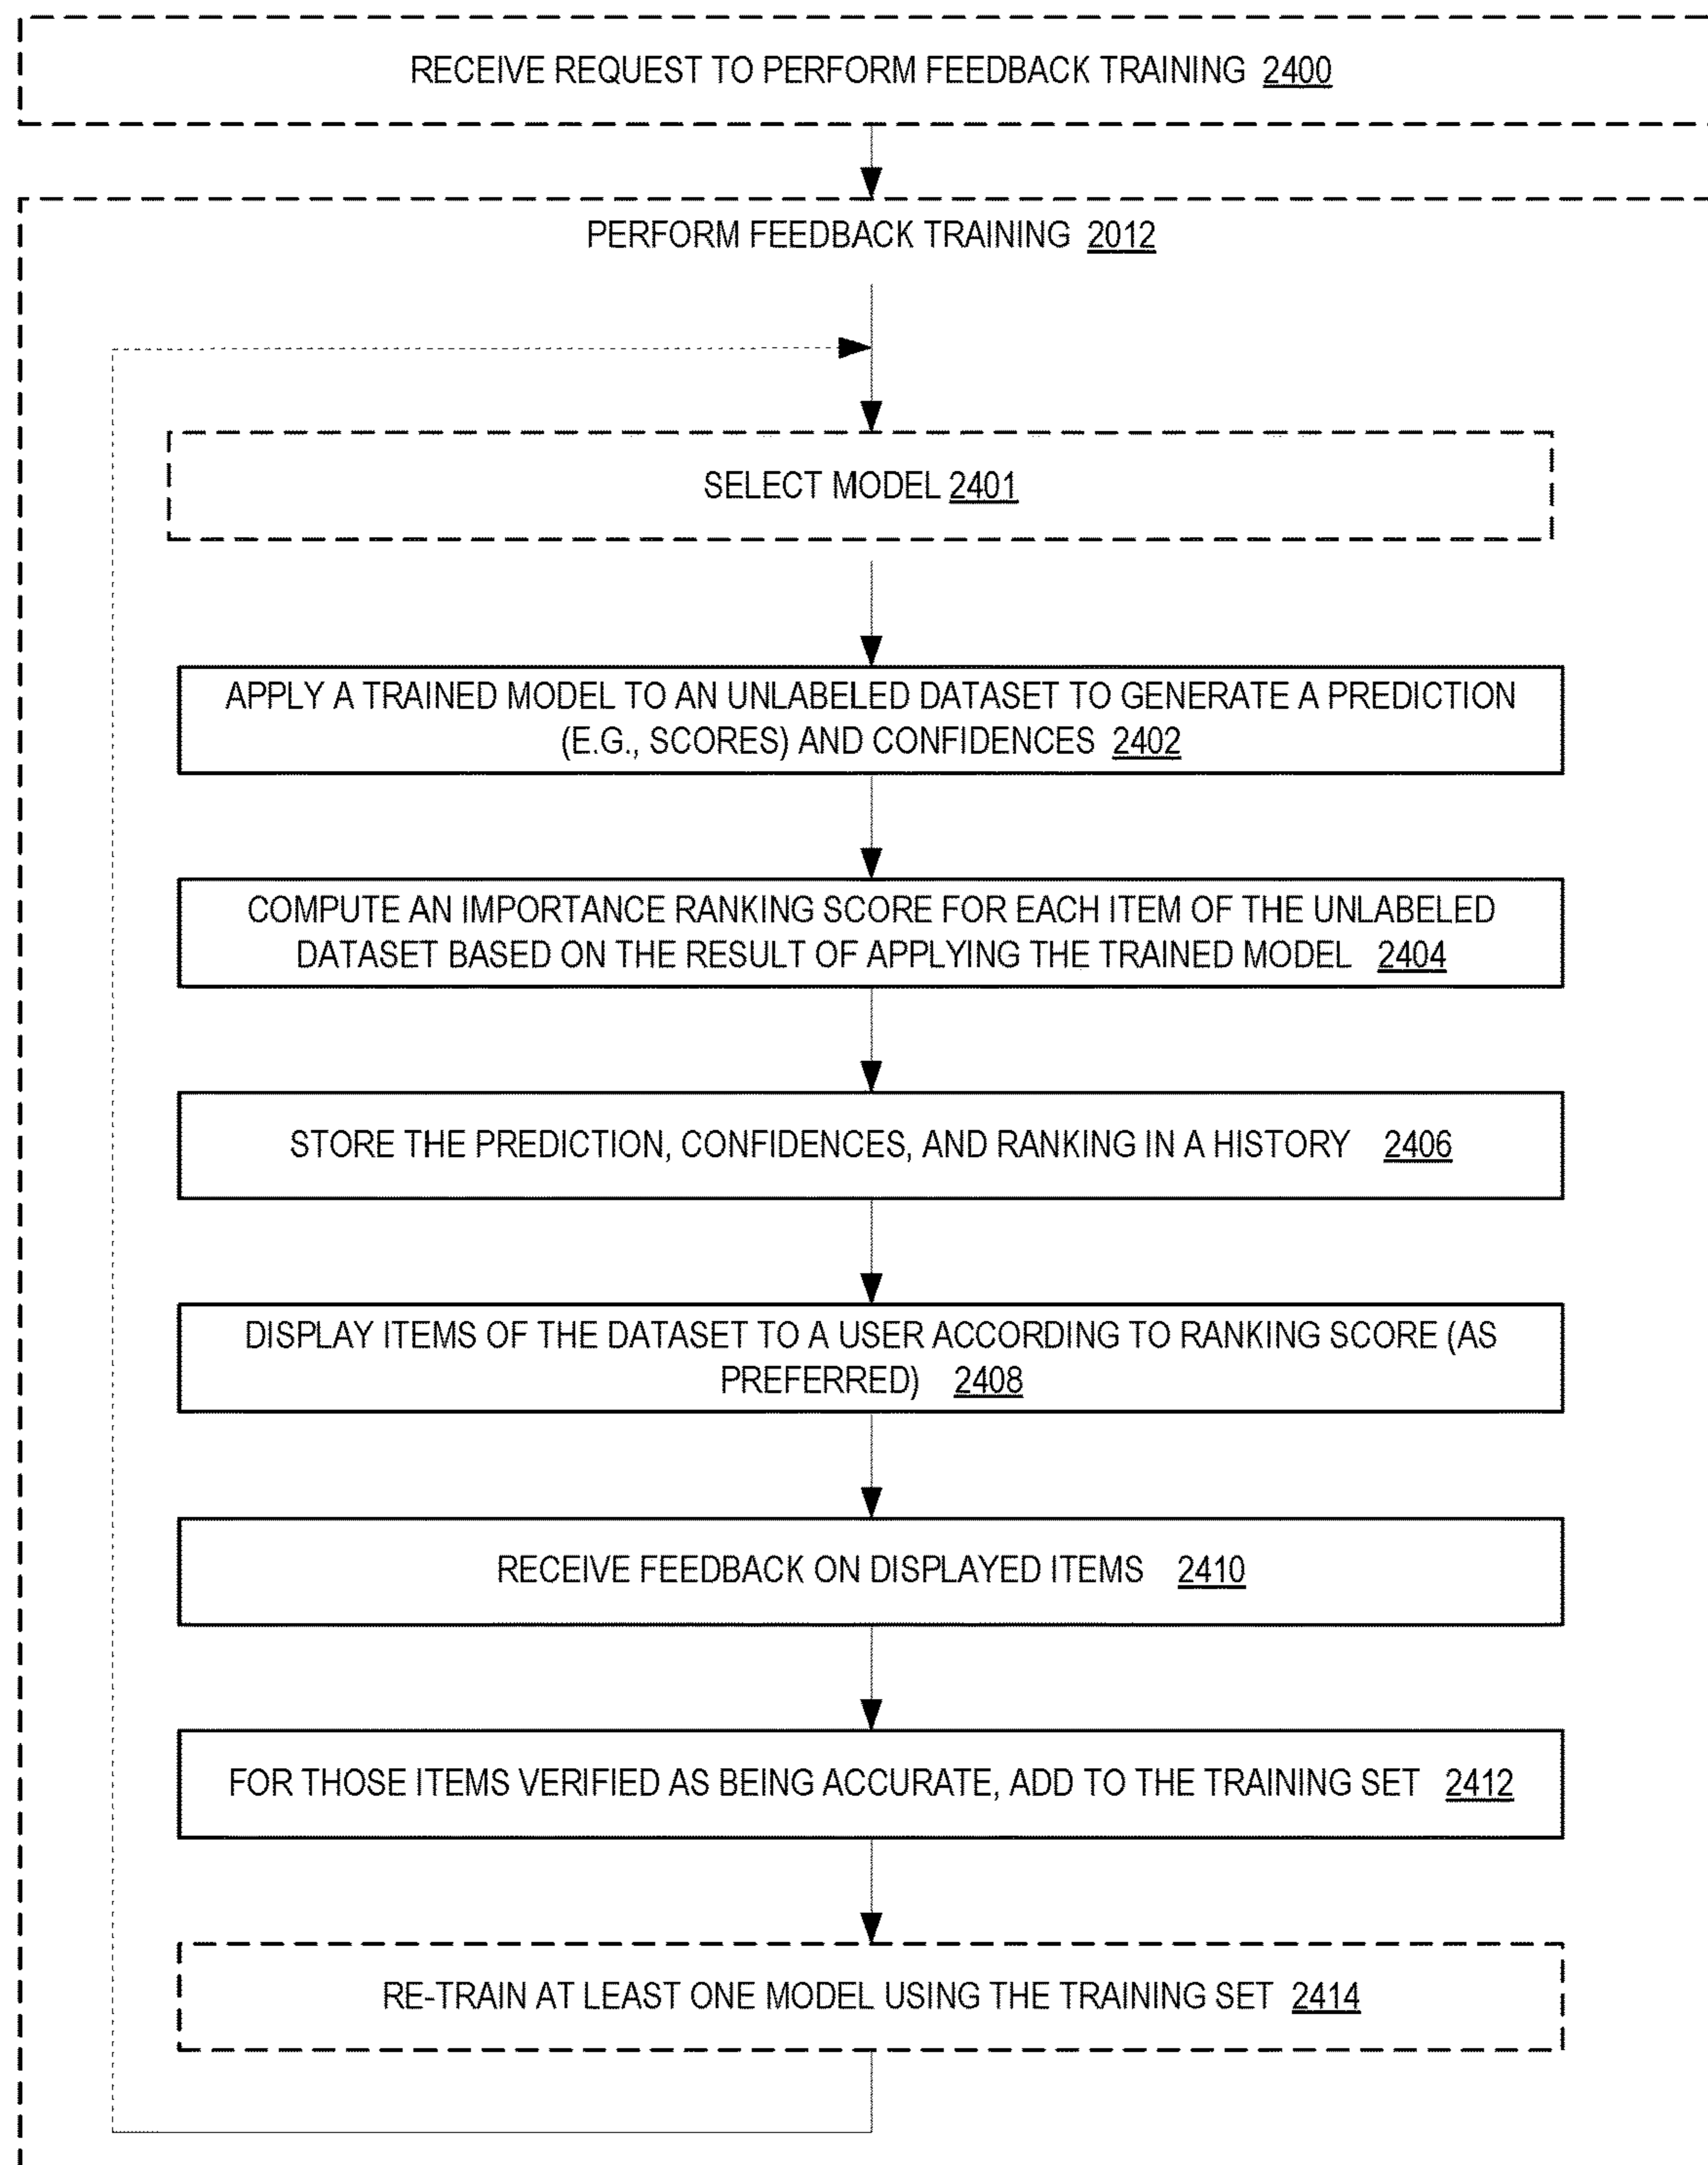 RECEIVE REQUEST TO PERFORM FEEDBACK TRAINING 2400
PERFORM FEEDBACK TRAINING 2012
SELECT MODEL 2401
APPLY A TRAINED MODEL TO AN UNLABELED DATASET TO GENERATE A PREDICTION
(E.G., SCORES) AND CONFIDENCES 2402
COMPUTE AN IMPORTANCE RANKING SCORE FOR EACH ITEM OF THE UNLABELED
DATASET BASED ON THE RESULT OF APPLYING THE TRAINED MODEL 2404
STORE THE PREDICTION, CONFIDENCES, AND RANKING IN A HISTORY 2406
DISPLAY ITEMS OF THE DATASET TO A USER ACCORDING TO RANKING SCORE (AS
PREFERRED) 2408
RECEIVE FEEDBACK ON DISPLAYED ITEMS 2410
FOR THOSE ITEMS VERIFIED AS BEING ACCURATE, ADD TO THE TRAINING SET 2412
RE-TRAIN AT LEAST ONE MODEL USING THE TRAINING SET 2414